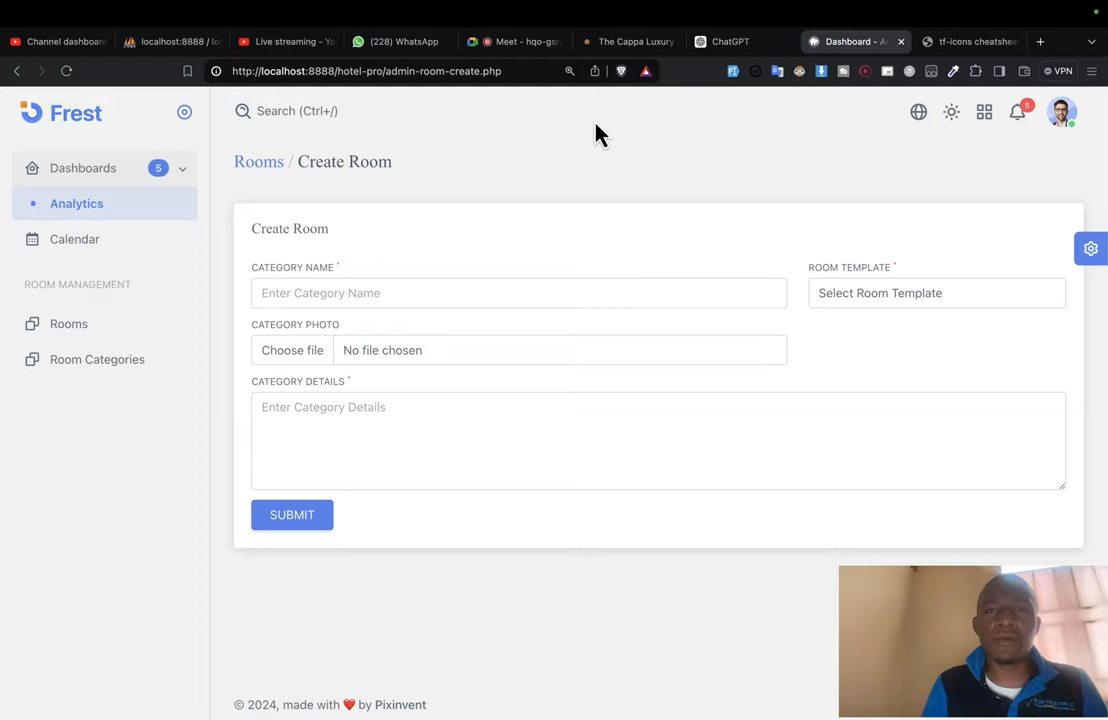 Channel dashboard
localhost:8888 / lo
Live streaming - Yo
(228) WhatsApp
Meet - hqo-gsr
The Cappa Luxury
ChatGPT
Dashboard - A
tf-icons cheatshee
http://localhost:8888/hotel-pro/admin-room-create.php
VPN
Frest
Search (Ctrl+/)
5
Dashboards
5
Analytics
Calendar
ROOM MANAGEMENT
Rooms
Room Categories
Rooms / Create Room
Create Room
CATEGORY NAME *
ROOM TEMPLATE *
Enter Category Name
Select Room Template
CATEGORY PHOTO
Choose file No file chosen
CATEGORY DETAILS *
Enter Category Details
SUBMIT
© 2024, made with ❤️ by Pixinvent